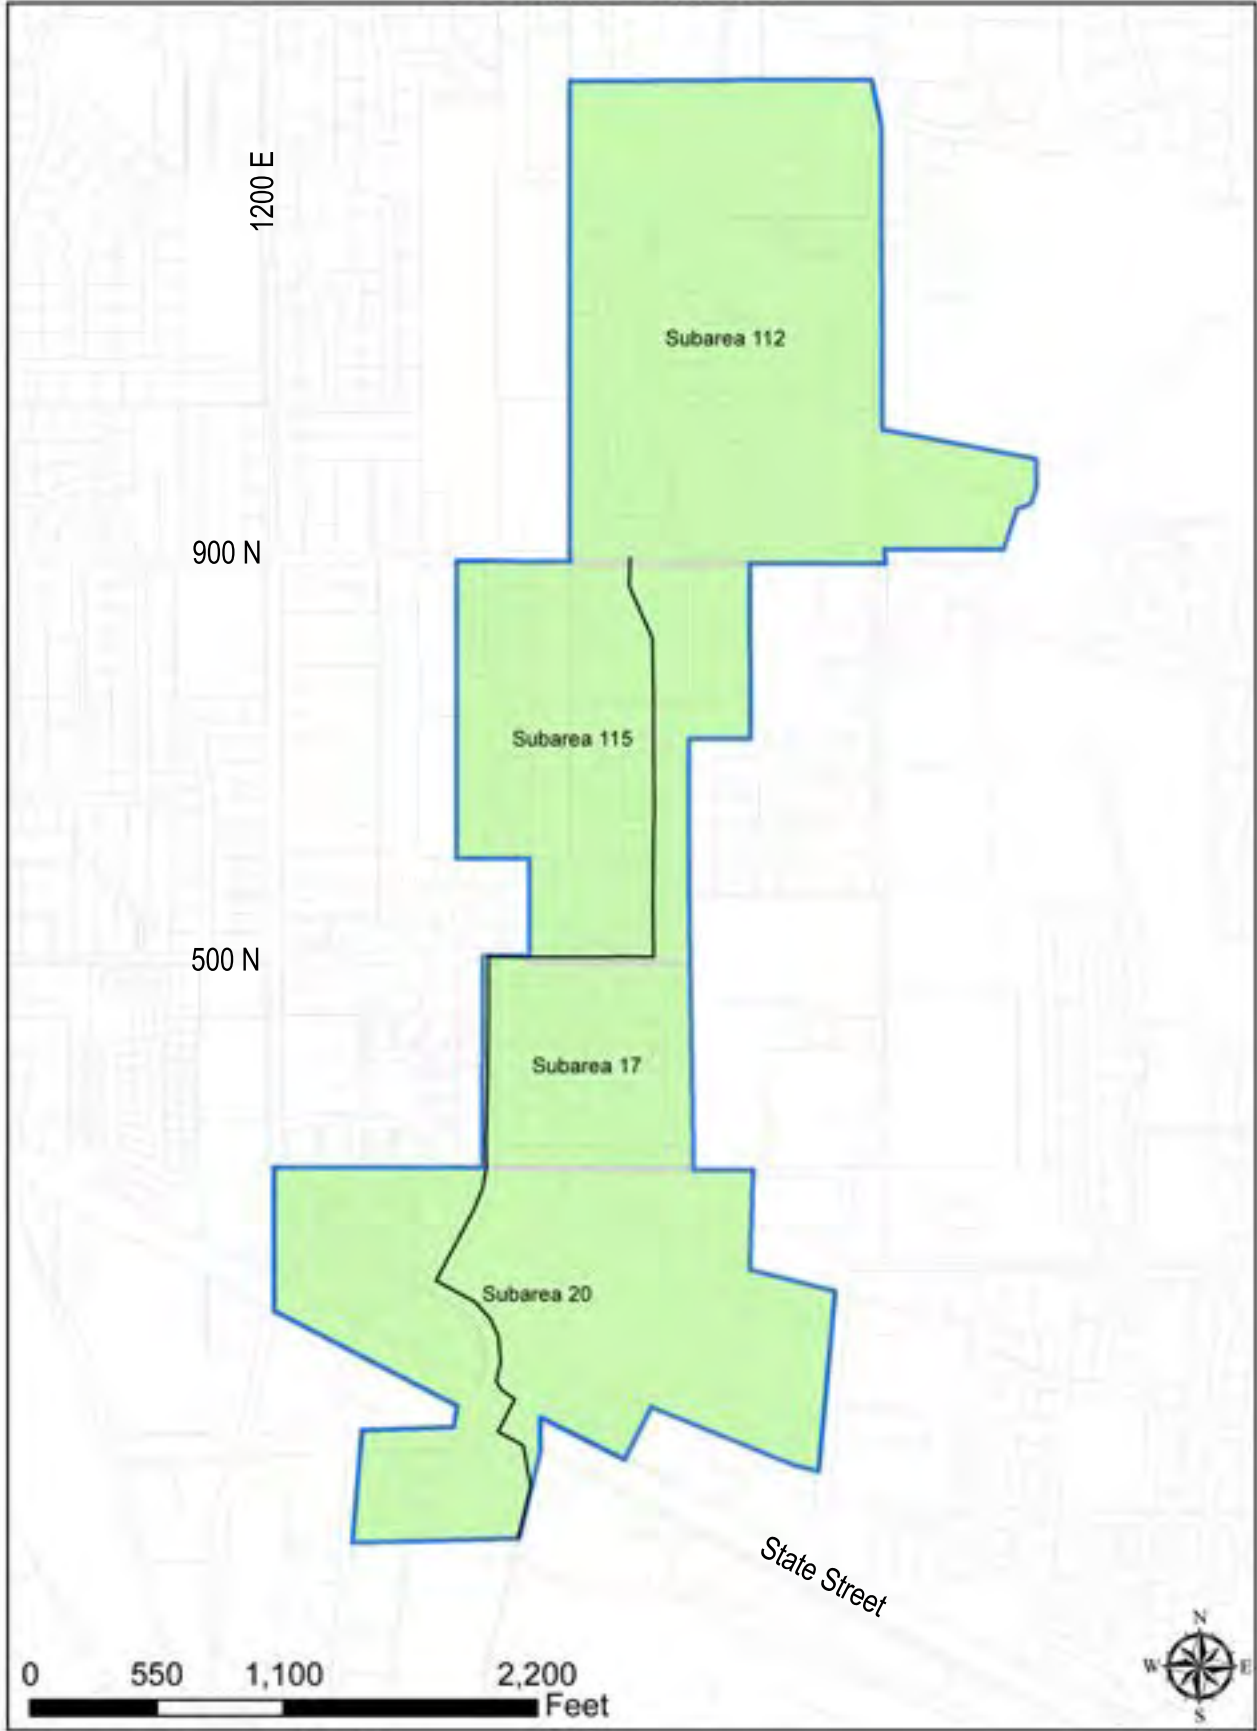 1200 E
Subarea 112
900 N
Subarea 115
500 N
Subarea 17
Subarea 20
State Street
0 550 1,100 2,200
Feet
N
W E
S